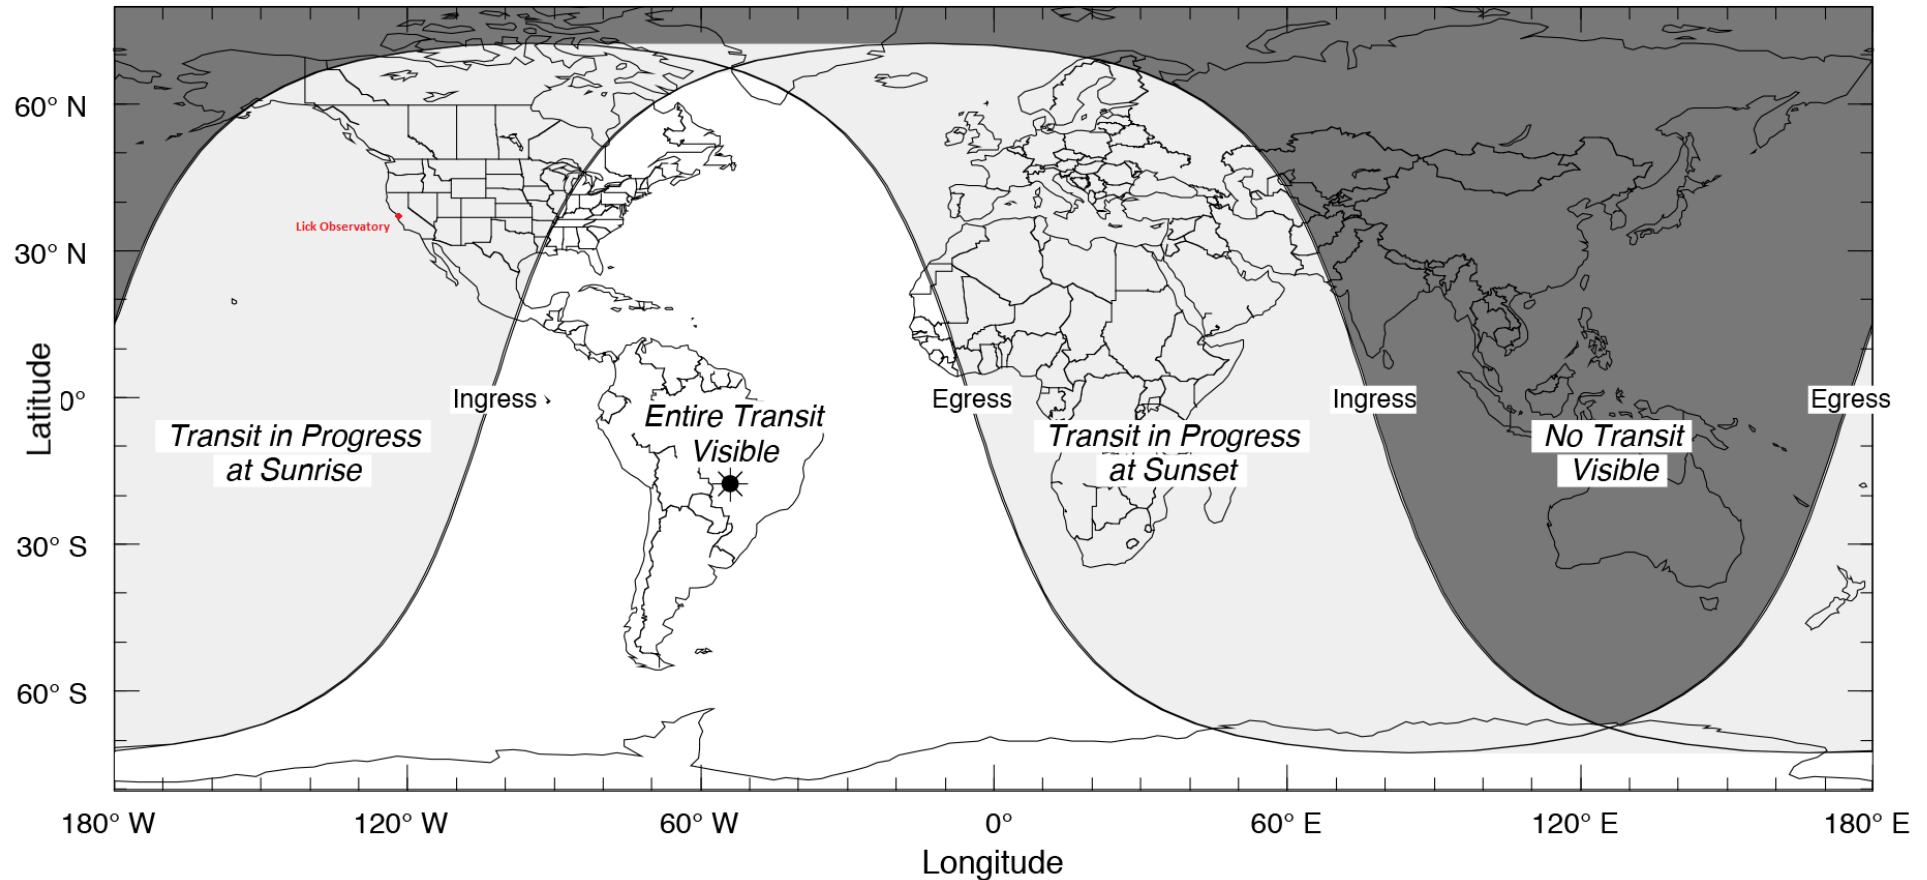 60° N
Lick Observatory
30° N
Latitude
0°
Ingress
Egress
Ingress
Egress
Entire Transit
Visible
Transit in Progress
at Sunrise
Transit in Progress
at Sunset
No Transit
Visible
30° S
60° S
180° W
120° W
60° W
0°
60° E
120° E
180° E
Longitude